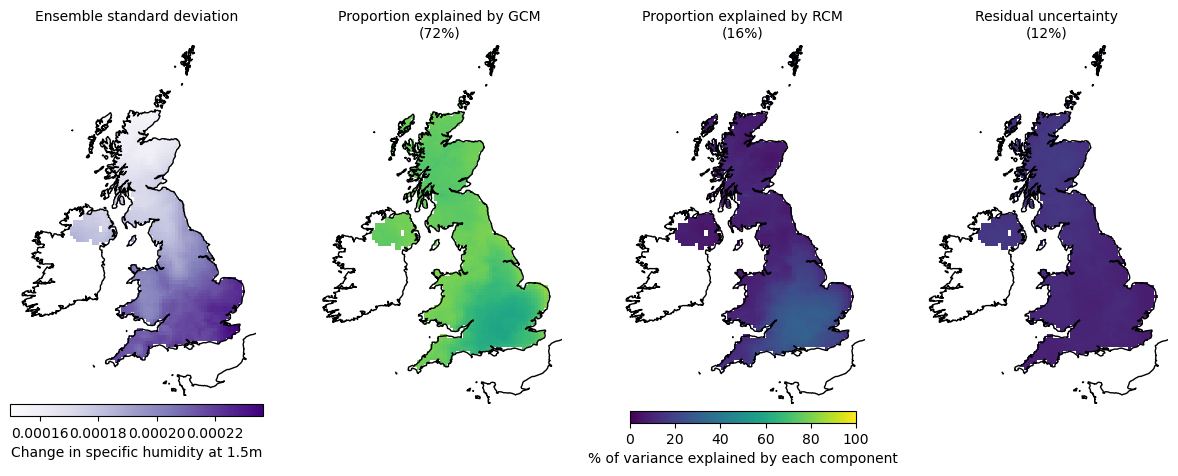 Ensemble standard deviation
Proportion explained by GCM
(72%)
Proportion explained by RCM
(16%)
Residual uncertainty
(12%)
0.00016 0.00018 0.00020 0.00022
Change in specific humidity at 1.5m
0 20 40 60 80 100
% of variance explained by each component